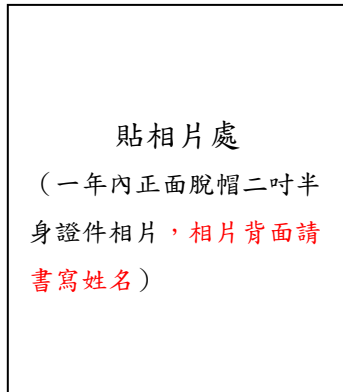 貼相片處
（一年內正面脫帽二吋半
身證件相片，相片背面請
書寫姓名）